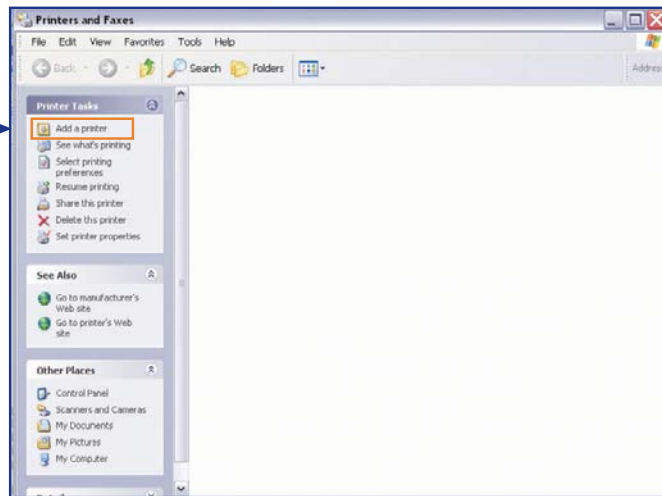 Printers and Faxes
File Edit View Favorites Tools Help
Back Search Folders
Address
Printer Tasks
Add a printer
See what's printing
Select printing
preferences
Resume printing
Share this printer
Delete this printer
Set printer properties
See Also
Go to manufacturer's
Web site
Go to printer's Web
site
Other Places
Control Panel
Scanners and Cameras
My Documents
My Pictures
My Computer